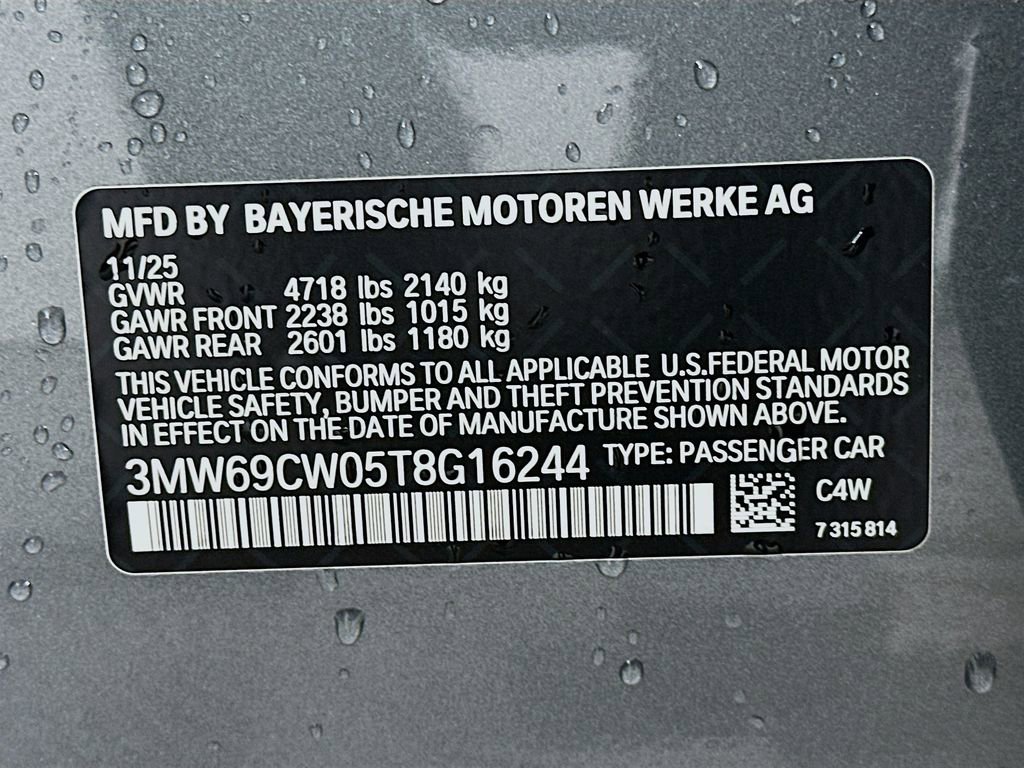 MFD BY BAYERISCHE MOTOREN WERKE AG
11/25
GVWR 4718 lbs 2140 kg
GAWR FRONT 2238 lbs 1015 kg
GAWR REAR 2601 lbs 1180 kg
THIS VEHICLE CONFORMS TO ALL APPLICABLE U.S.FEDERAL MOTOR
VEHICLE SAFETY, BUMPER AND THEFT PREVENTION STANDARDS
IN EFFECT ON THE DATE OF MANUFACTURE SHOWN ABOVE.
3MW69CW05T8G16244 TYPE: PASSENGER CAR
C4W
7 315 814